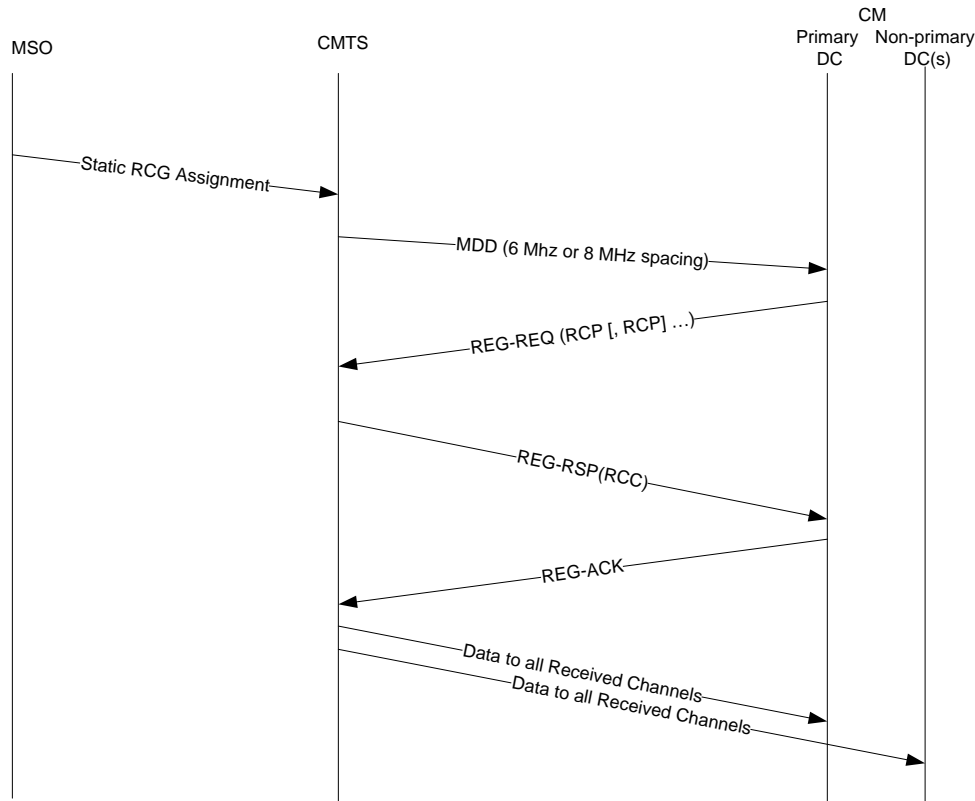 CM
MSO
CMTS
Primary
DC
Non-primary
DC(s)
Static RCG Assignment
MDD (6 Mhz or 8 MHz spacing)
REG-REQ (RCP [, RCP] …)
REG-RSP(RCC)
REG-ACK
Data to all Received Channels
Data to all Received Channels